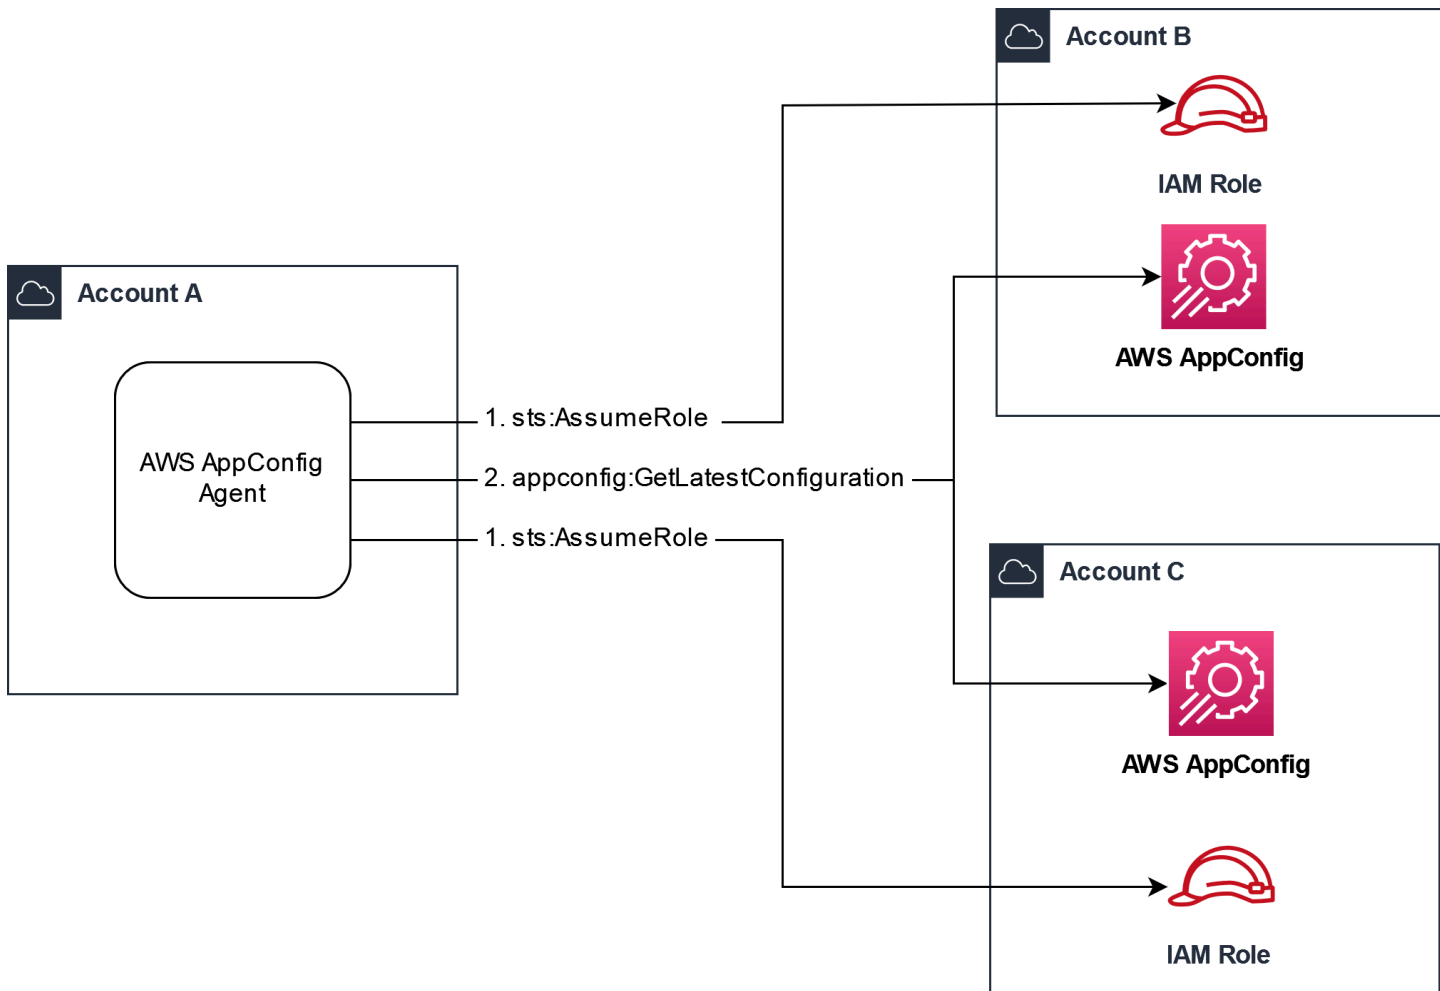 Account A
AWS AppConfig
Agent
1. sts:AssumeRole
2. appconfig:GetLatestConfiguration
1. sts:AssumeRole
Account B
IAM Role
AWS AppConfig
Account C
AWS AppConfig
IAM Role